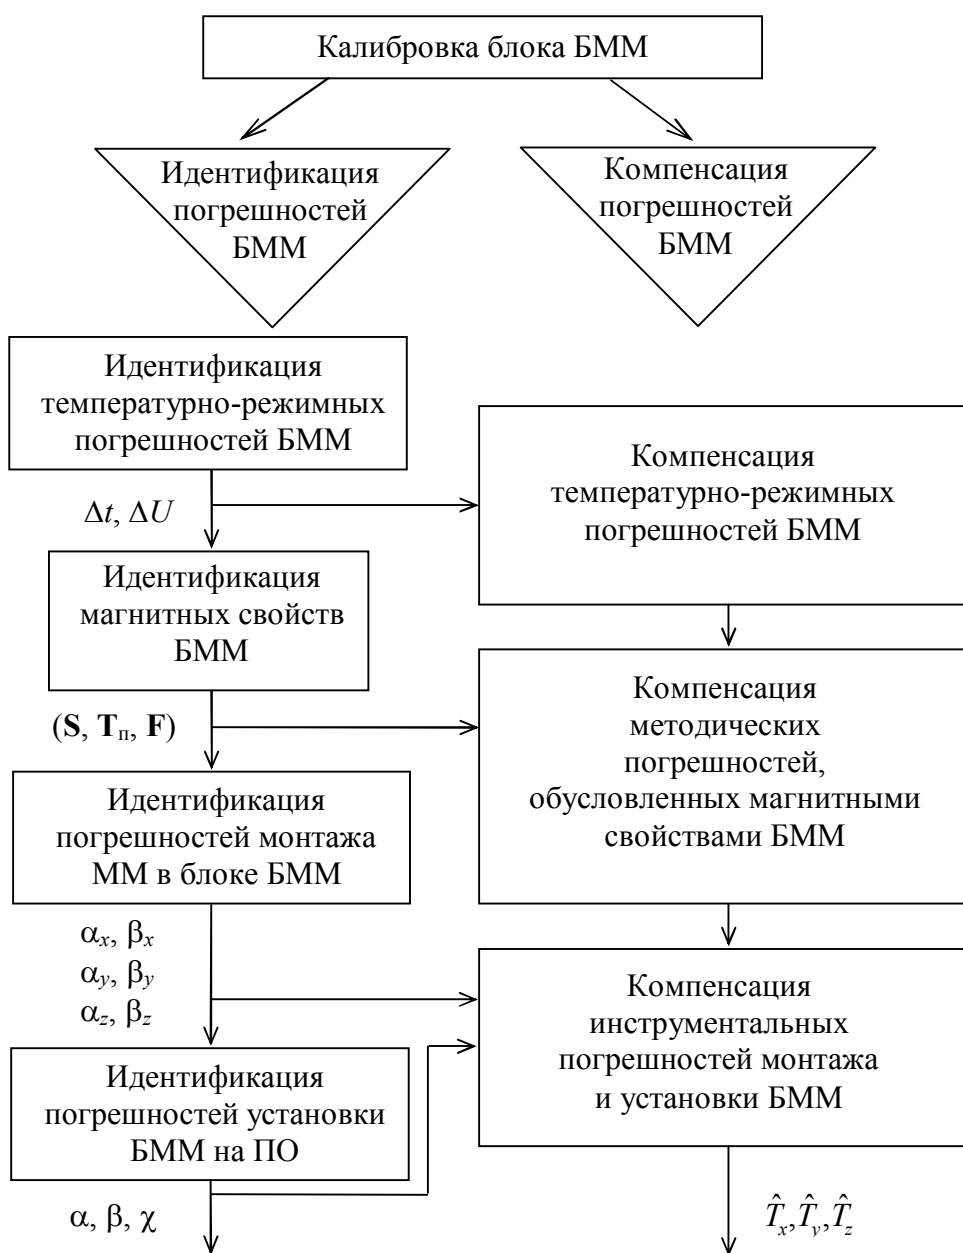 Калибровка блока БММ
Идентификация
погрешностей
БММ
Компенсация
погрешностей
БММ
Идентификация
температурно-режимных
погрешностей БММ
Δt, ΔU
Идентификация
магнитных свойств
БММ
(S, Tп, F)
Идентификация
погрешностей монтажа
ММ в блоке БММ
αx, βx
αy, βy
αz, βz
Идентификация
погрешностей установки
БММ на ПО
α, β, χ
Компенсация
температурно-режимных
погрешностей БММ
Компенсация
методических
погрешностей,
обусловленных магнитными
свойствами БММ
Компенсация
инструментальных
погрешностей монтажа
и установки БММ
T̂x,T̂y,T̂z